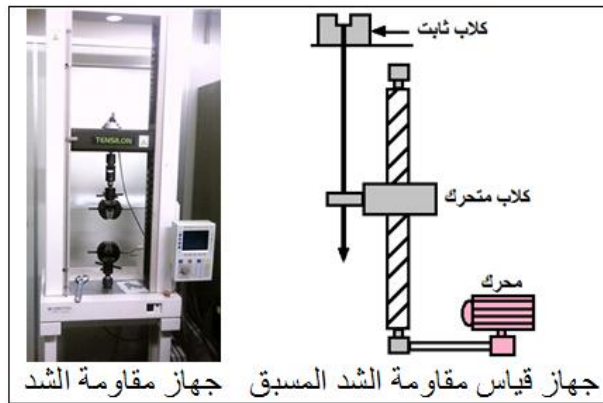 كلاب ثابت
TENSILON
كلاب متحرك
محرك
جهاز قياس مقاومة الشد المسبق
جهاز مقاومة الشد